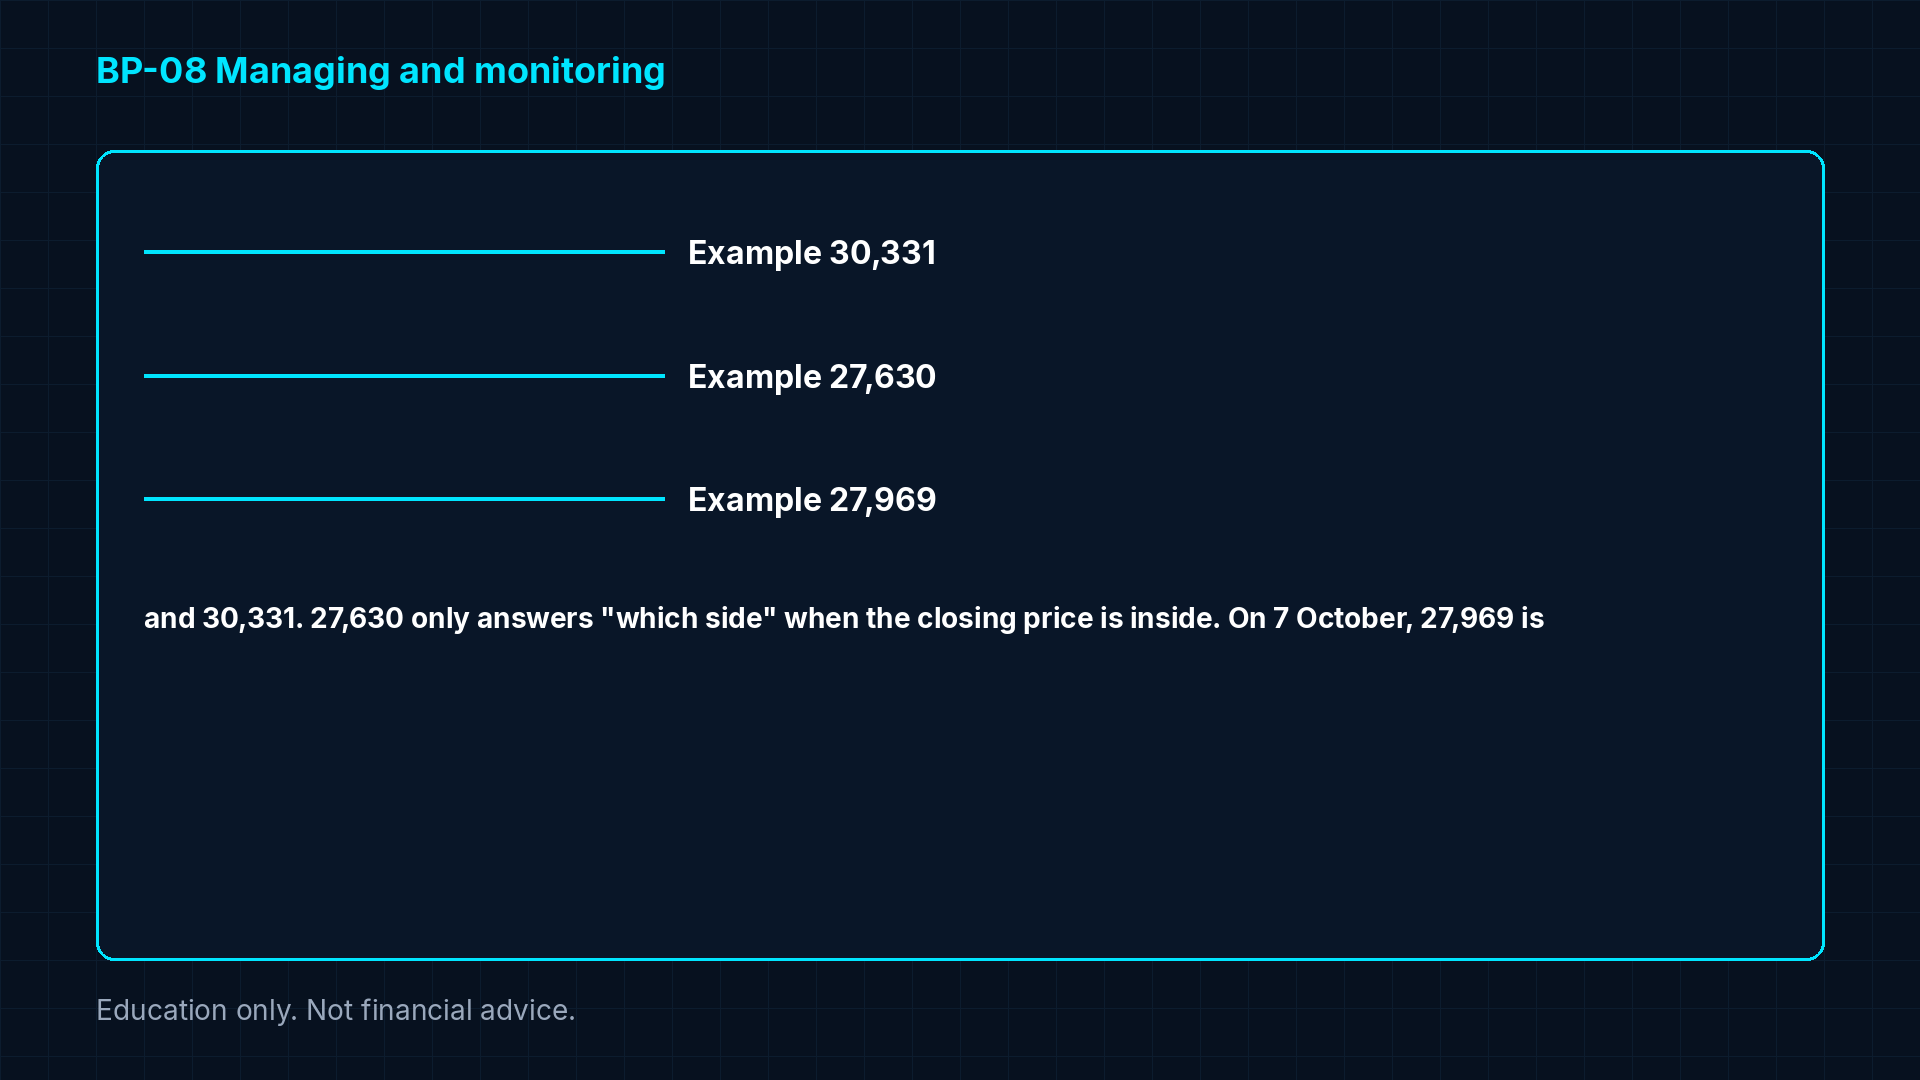 BP-08 Managing and monitoring
Example 30,331
Example 27,630
Example 27,969
and 30,331. 27,630 only answers "which side" when the closing price is inside. On 7 October, 27,969 is
Education only. Not financial advice.